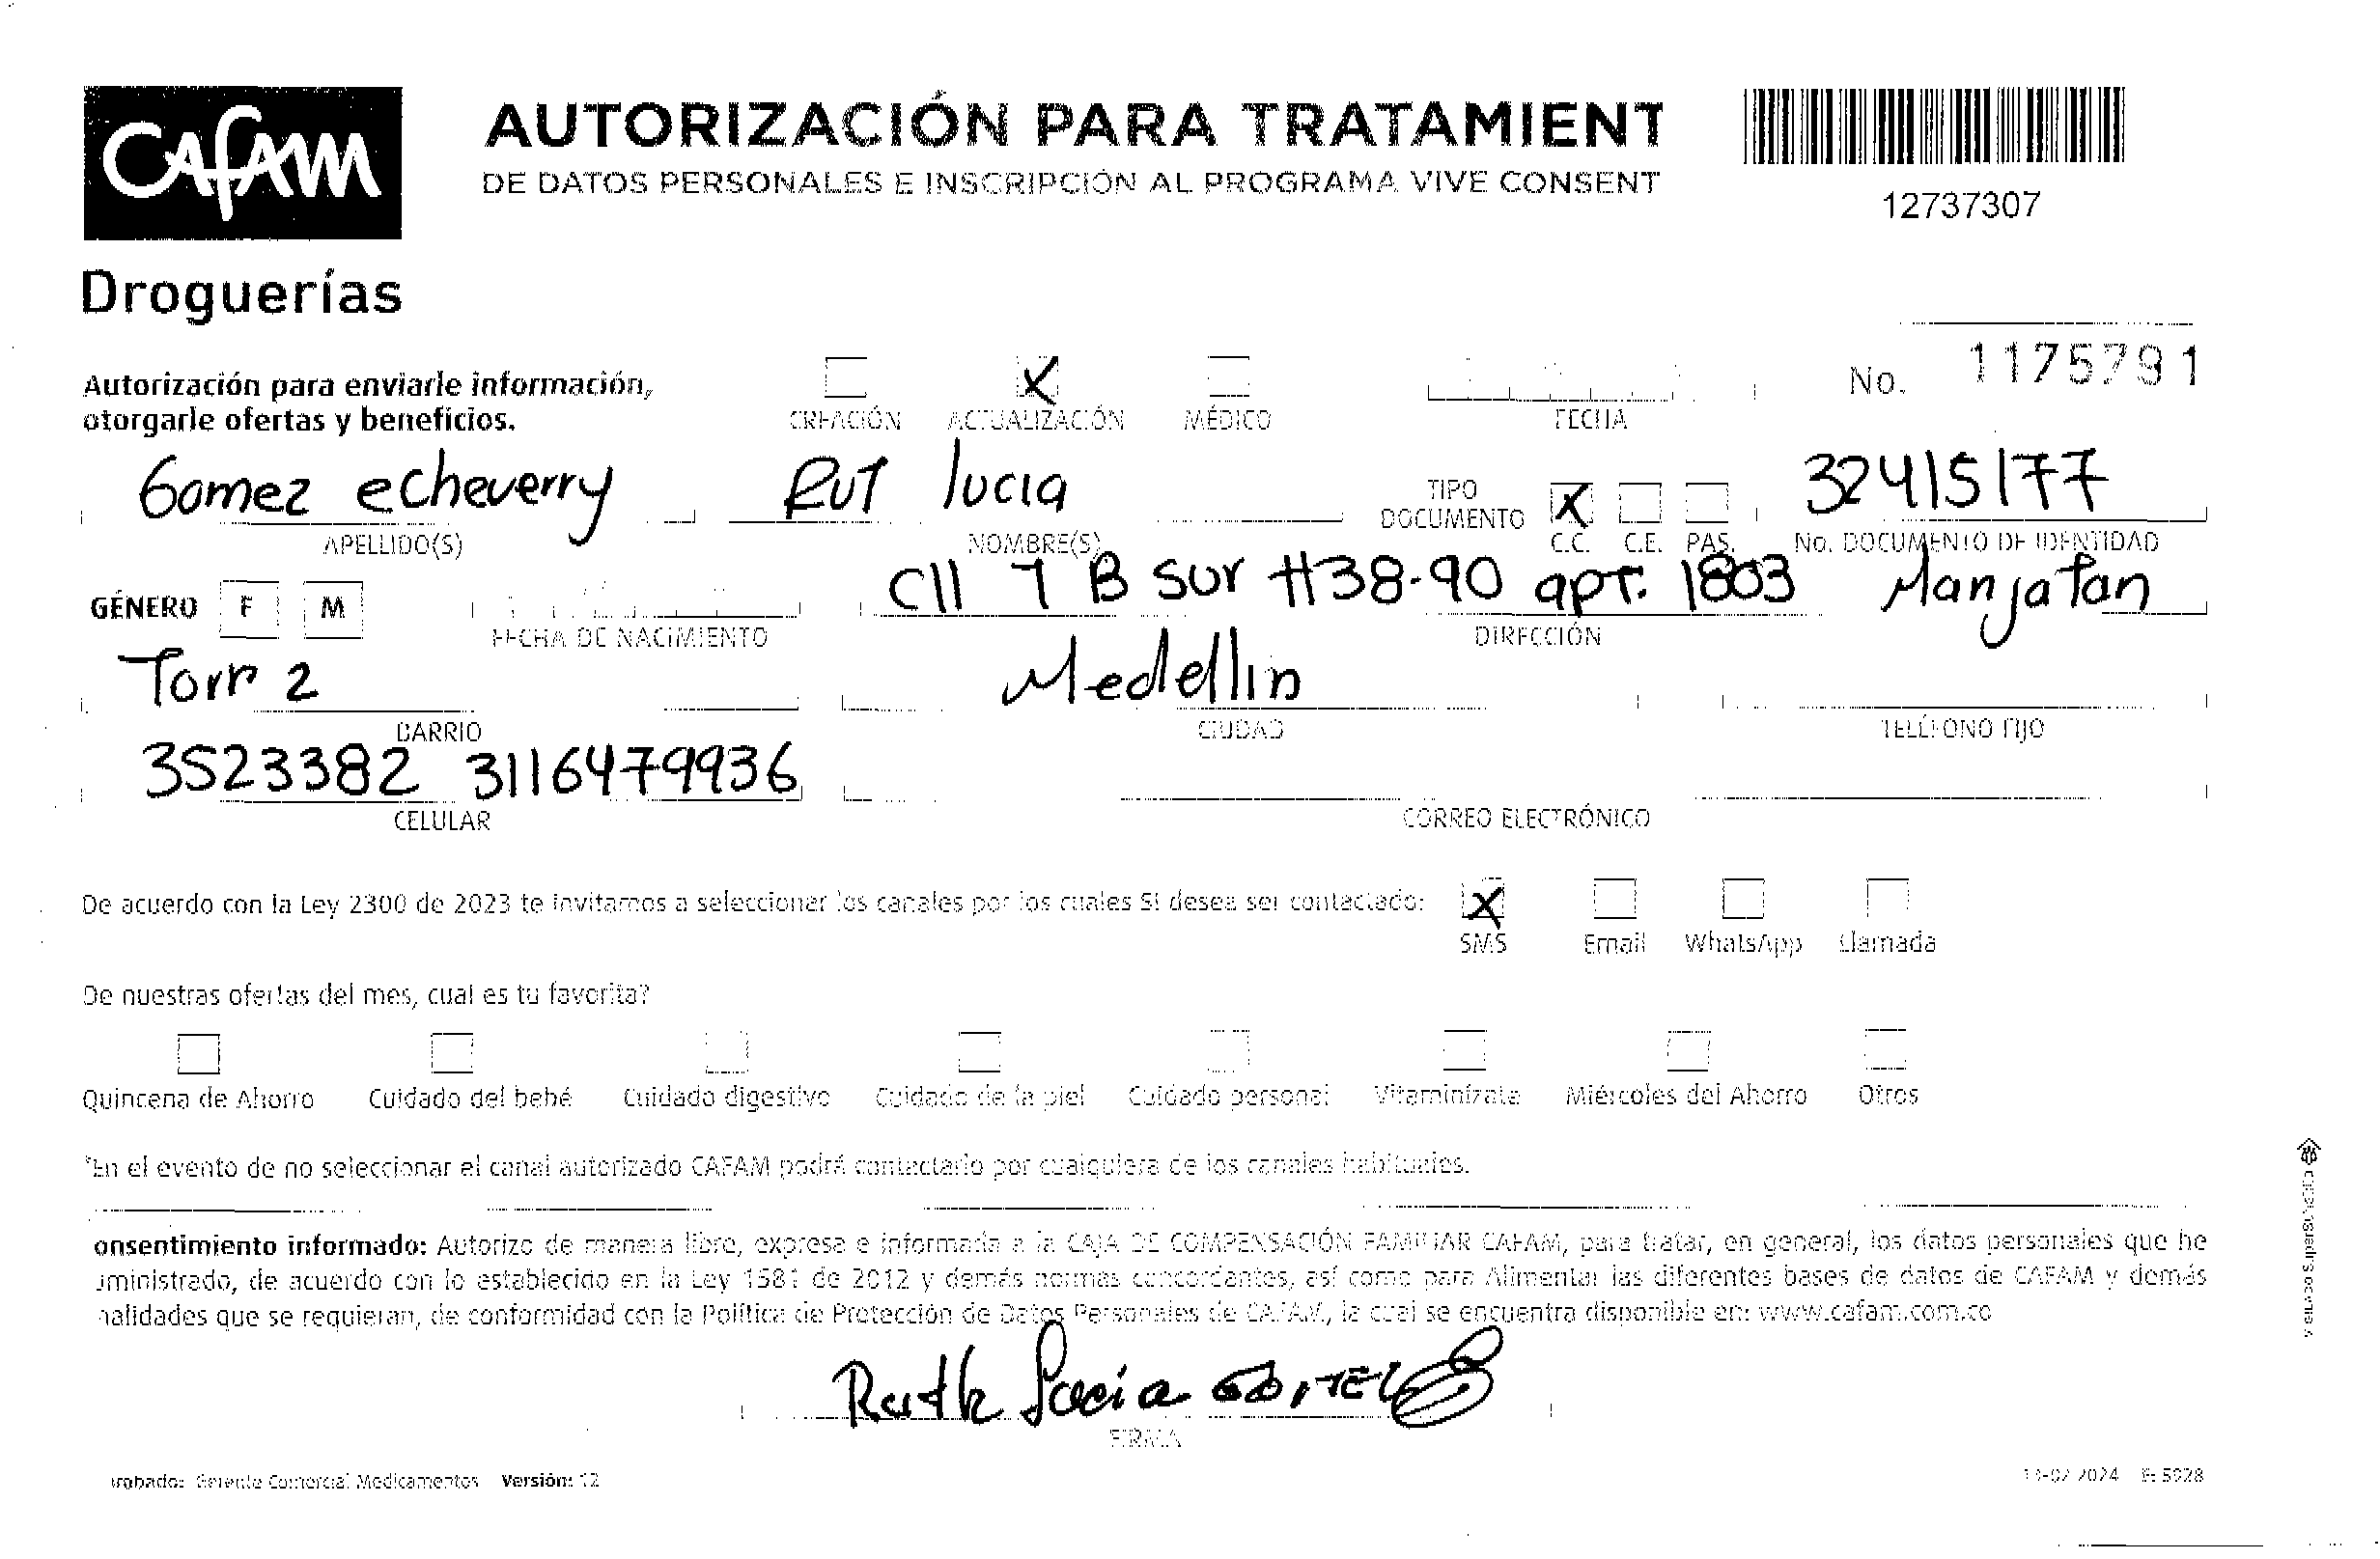 CAFAM
Droguerías
AUTORIZACIÓN PARA TRATAMIENT
DE DATOS PERSONALES E INSCRIPCIÓN AL PROGRAMA VIVE CONSENT
12737307
Autorización para enviarle información,
otorgarle ofertas y beneficios.
X
CREACIÓN ACTUALIZACIÓN MÉDICO FECHA
No. 1175791
Gomez echeverry RUT lucia X 32415177
APELLIDO(S) NOMBRE(S) TIPO DOCUMENTO C.C. C.E. PAS. No. DOCUMENTO DE IDENTIDAD
GÉNERO F M Cll 7 B sur #38-90 apt. 1803 Manjatan
FECHA DE NACIMIENTO DIRECCIÓN
Torr 2 Medellin
BARRIO CIUDAD TELÉFONO FIJO
3523382 3116479936
CELULAR CORREO ELECTRÓNICO
De acuerdo con la Ley 2300 de 2023 te invitamos a seleccionar los canales por los cuales SI desea ser contactado: X
SMS Email WhatsApp Llamada
De nuestras ofertas del mes, cual es tu favorita?
Quincena de Ahorro Cuidado del bebé Cuidado digestivo Cuidado de la piel Cuidado personal Vitaminízate Miércoles del Ahorro Otros
*En el evento de no seleccionar el canal autorizado CAFAM podrá contactarlo por cualquiera de los canales habituales.
onsentimiento informado: Autorizo de manera libre, expresa e informada a la CAJA DE COMPENSACIÓN FAMILIAR CAFAM, para tratar, en general, los datos personales que he
uministrado, de acuerdo con lo establecido en la Ley 1581 de 2012 y demás normas concordantes, así como para Alimentar las diferentes bases de datos de CAFAM y demás
nalidades que se requieran, de conformidad con la Política de Protección de Datos Personales de CAFAM, la cual se encuentra disponible en: www.cafam.com.co
Ruth Lucia GOMEZ
FIRMA
robado: Gerente Comercial Medicamentos Versión: 12